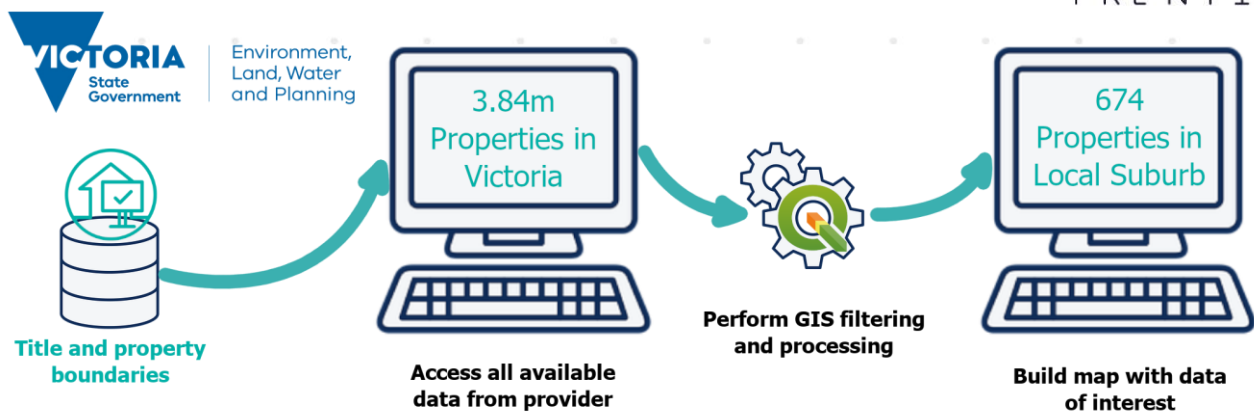 VICTORIA
State
Government
Environment,
Land, Water
and Planning
3.84m
Properties in
Victoria
674
Properties in
Local Suburb
Title and property
boundaries
Access all available
data from provider
Perform GIS filtering
and processing
Build map with data
of interest